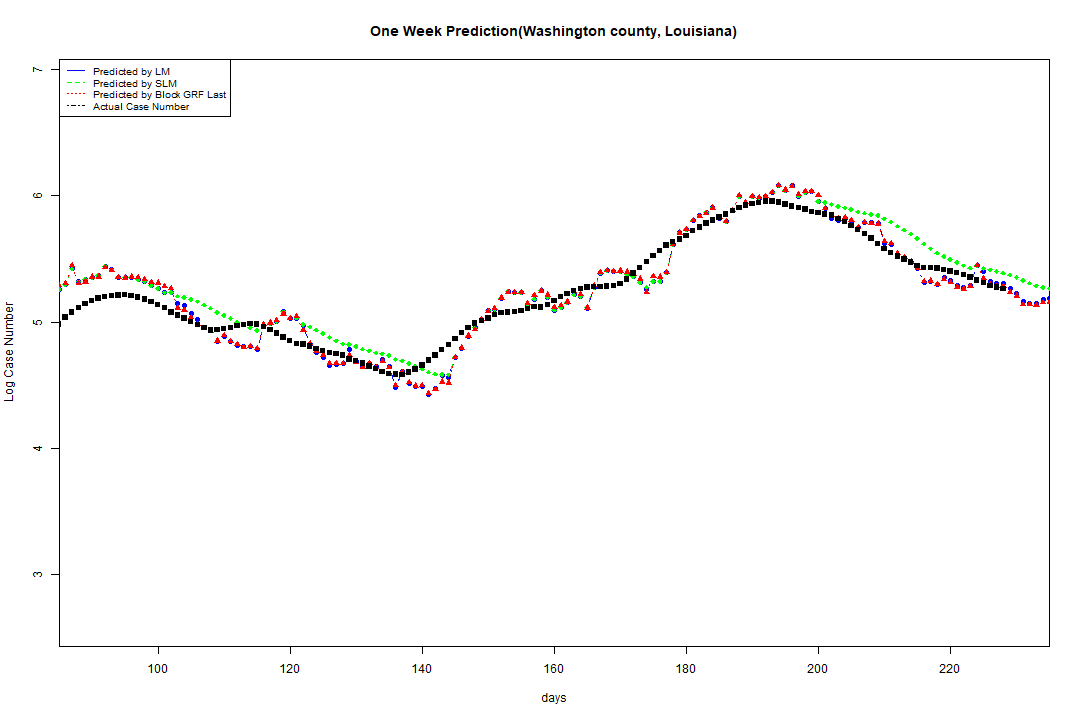 One Week Prediction(Washington county, Louisiana)
Predicted by LM
Predicted by SLM
Predicted by Block GRF Last
Actual Case Number
7
6
5
4
3
Log Case Number
100 120 140 160 180 200 220
days